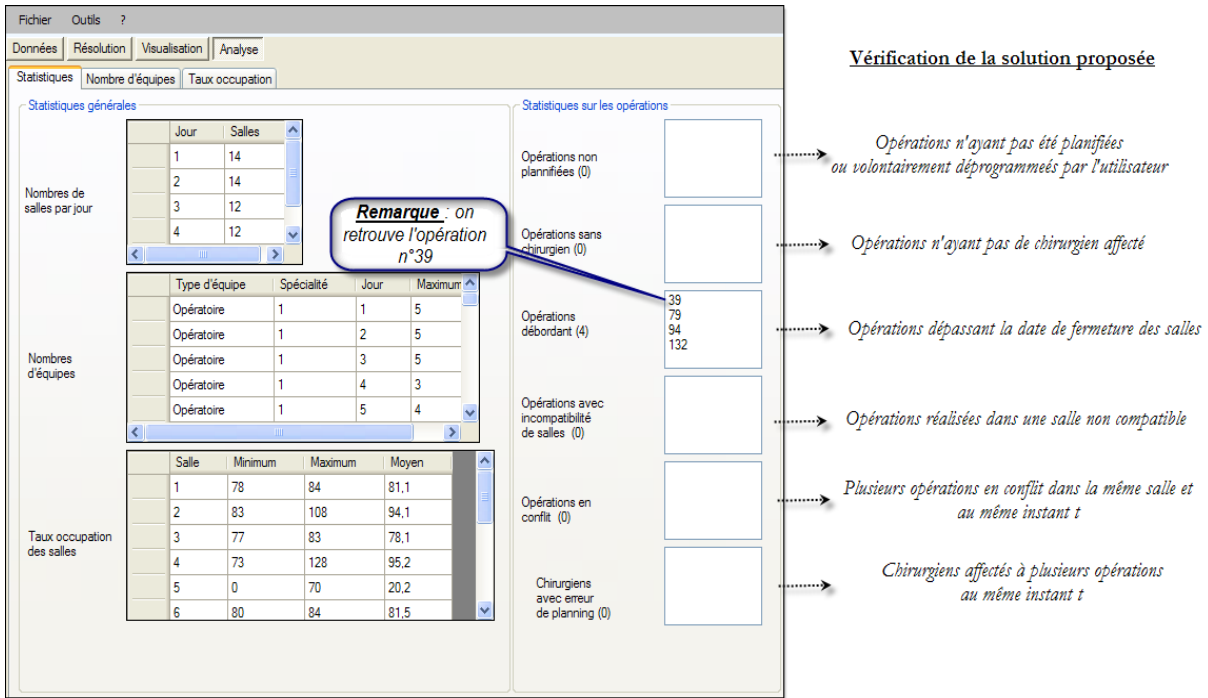 Fichier Outils ?
Données Résolution Visualisation Analyse
Statistiques Nombre d'équipes Taux occupation
Statistiques générales
Nombres de
salles par jour
Jour Salles
1 14
2 14
3 12
4 12
Remarque : on
retrouve l'opération
n°39
Nombres
d'équipes
Type d'équipe Spécialité Jour Maximum
Opératoire 1 1 5
Opératoire 1 2 5
Opératoire 1 3 5
Opératoire 1 4 3
Opératoire 1 5 4
Taux occupation
des salles
Salle Minimum Maximum Moyen
1 78 84 81,1
2 83 108 94,1
3 77 83 78,1
4 73 128 95,2
5 0 70 20,2
6 80 84 81,5
Statistiques sur les opérations
Opérations non
plannifiées (0)
Opérations sans
chirurgien (0)
Opérations
débordant (4)
39
79
94
132
Opérations avec
incompatibilité
de salles (0)
Opérations en
conflit (0)
Chirurgiens
avec erreur
de planning (0)
Vérification de la solution proposée
Opérations n'ayant pas été planifiées
ou volontairement déprogrammeés par l'utilisateur
Opérations n'ayant pas de chirurgien affecté
Opérations dépassant la date de fermeture des salles
Opérations réalisées dans une salle non compatible
Plusieurs opérations en conflit dans la même salle et
au même instant t
Chirurgiens affectés à plusieurs opérations
au même instant t